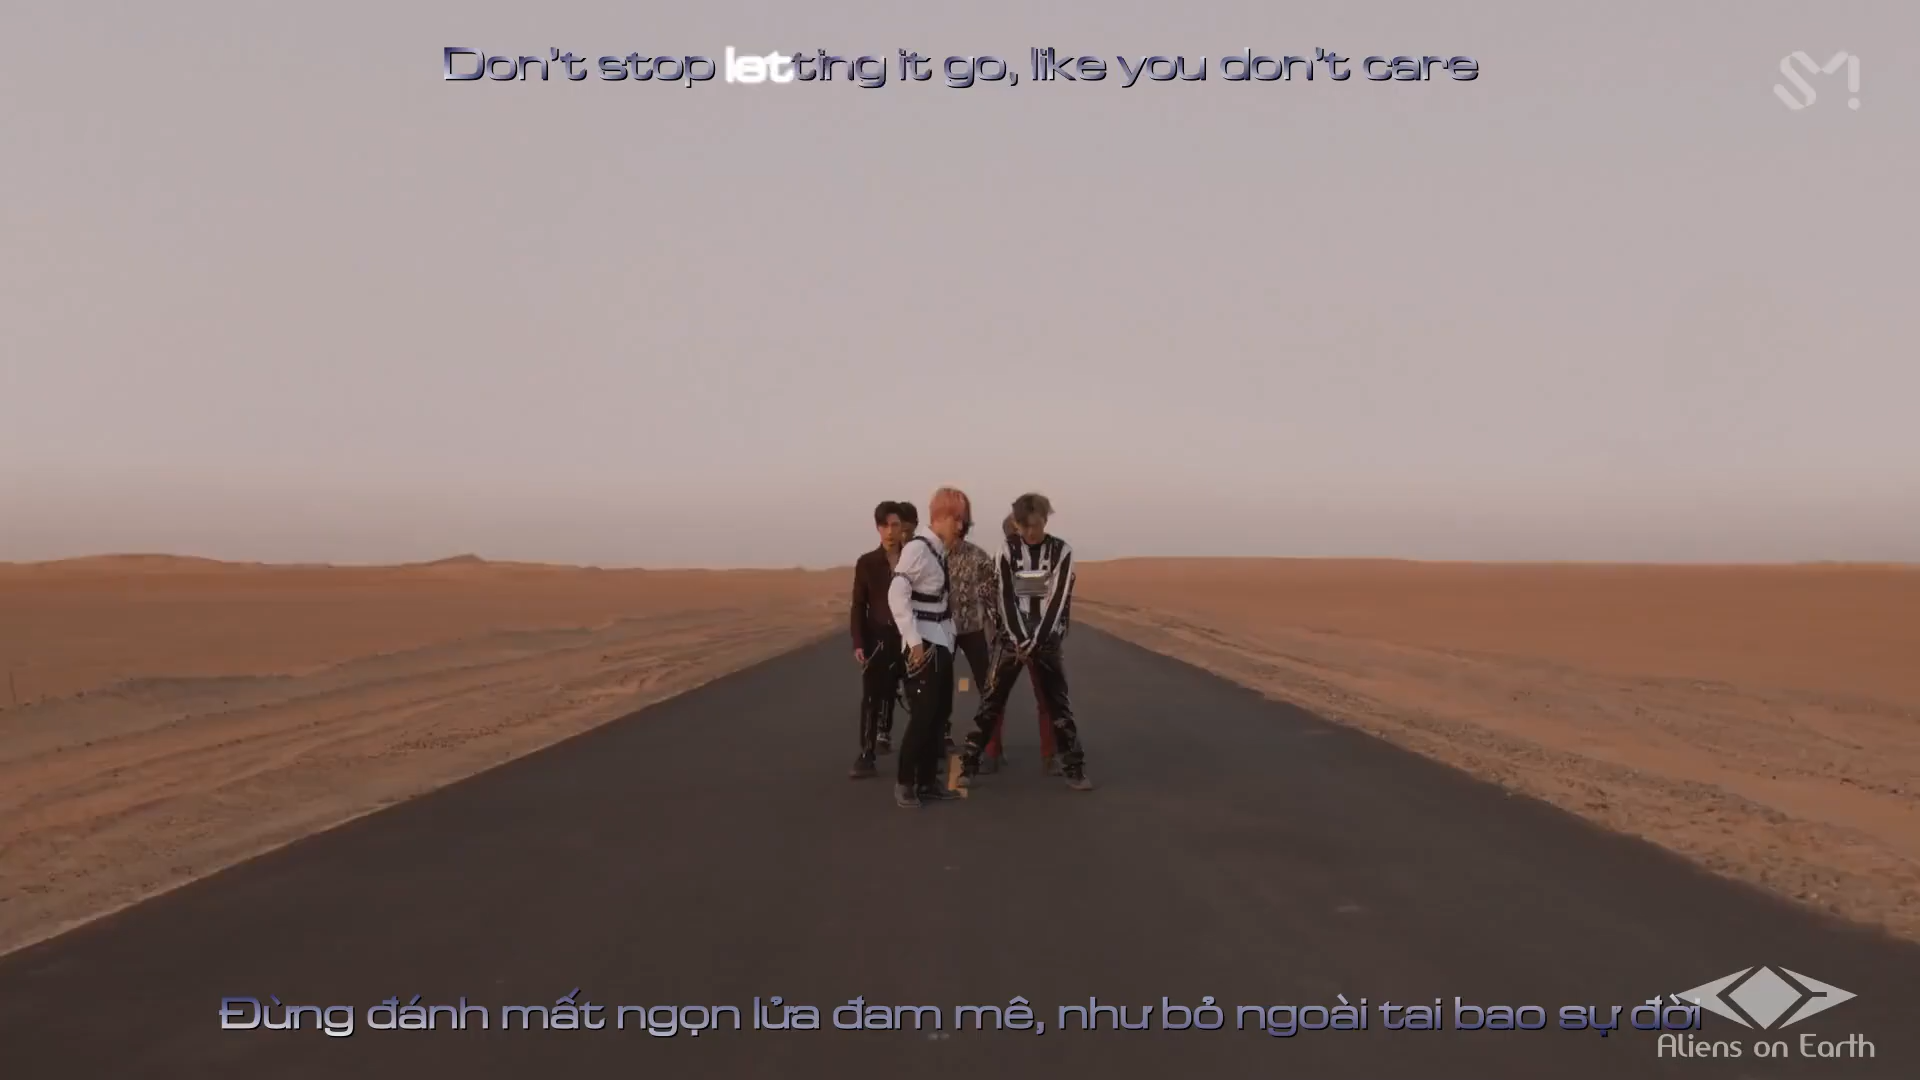 Don't stop letting it go, like you don't care
SM!
Đừng đánh mất ngọn lửa đam mê, như bỏ ngoài tai bao sự đời
Aliens on Earth